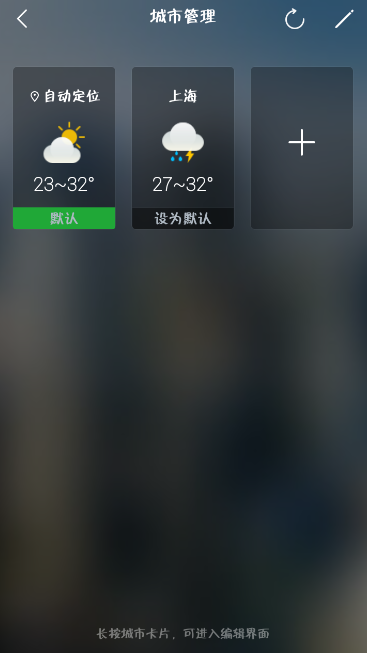 城市管理
自动定位
上海
23~32°
27~32°
默认
设为默认
长按城市卡片，可进入编辑界面